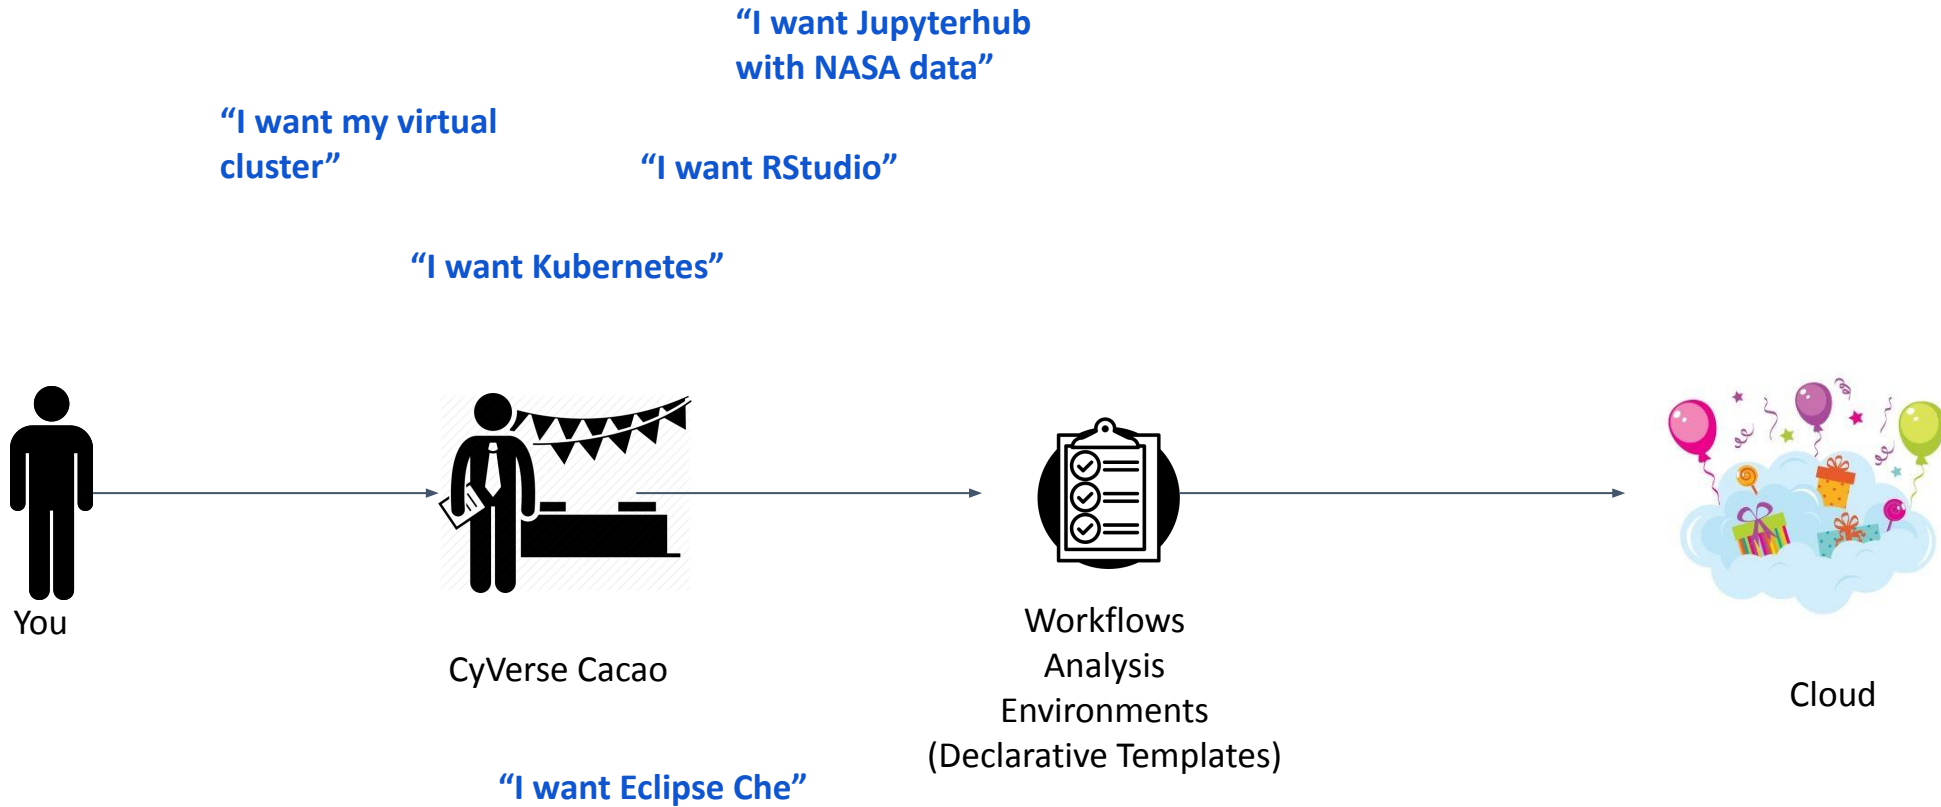 “I want Jupyterhub
with NASA data”
“I want my virtual
cluster”
“I want RStudio”
“I want Kubernetes”
You
CyVerse Cacao
Workflows
Analysis
Environments
(Declarative Templates)
Cloud
“I want Eclipse Che”